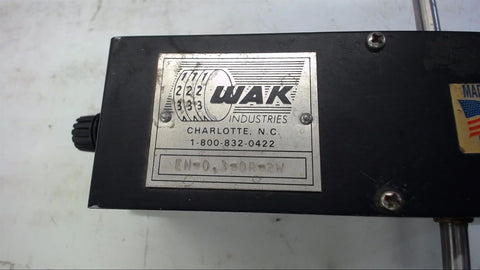 111
222
333
WAK
INDUSTRIES
CHARLOTTE, N.C.
1-800-832-0422